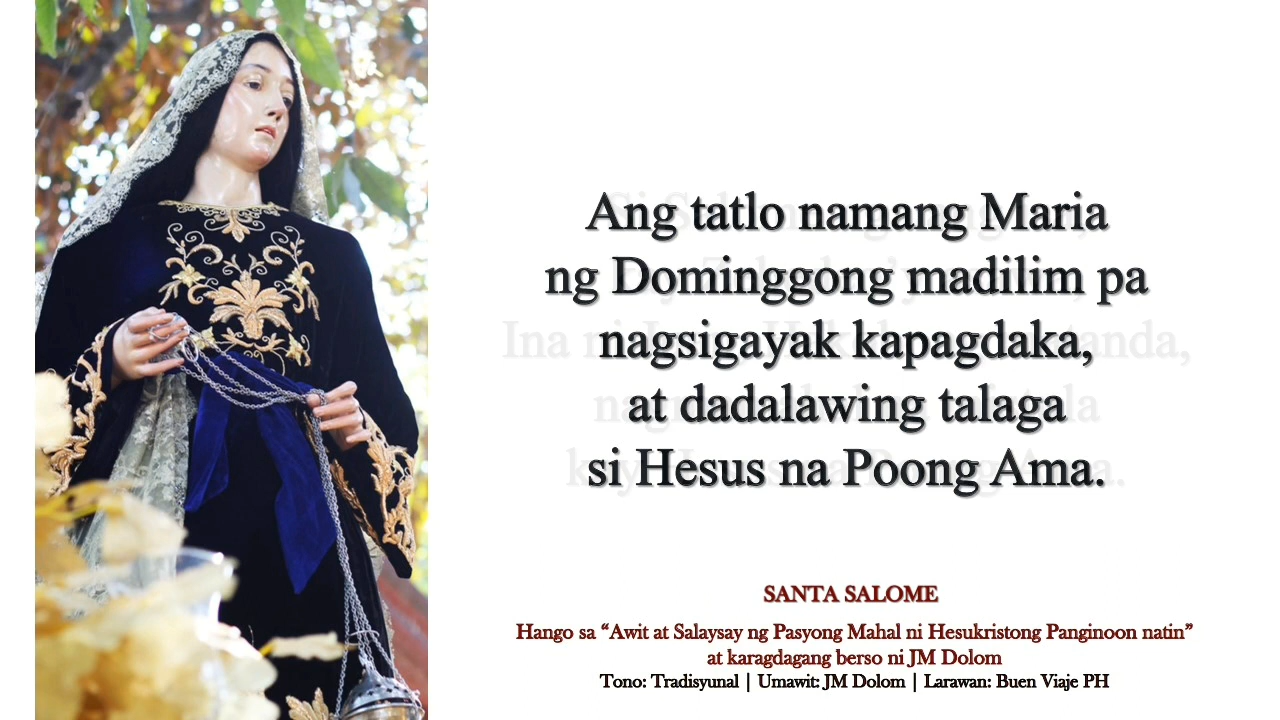 Ang tatlo namang Maria
ng Dominggong madilim pa
nagsigayak kapagdaka,
at dadalawing talaga
si Hesus na Poong Ama.
SANTA SALOME
Hango sa “Awit at Salaysay ng Pasyong Mahal ni Hesukristong Panginoon natin”
at karagdagang berso ni JM Dolom
Tono: Tradisyunal | Umawit: JM Dolom | Larawan: Buen Viaje PH